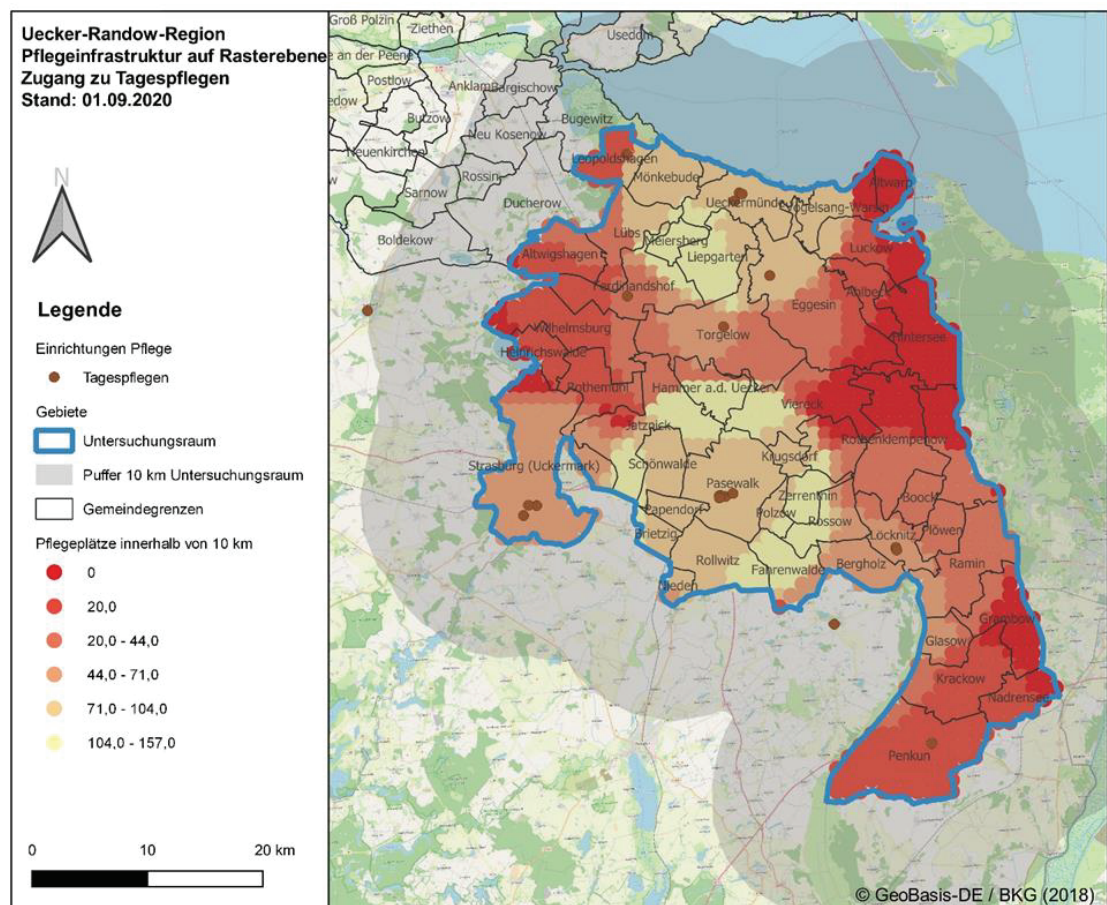 Uecker-Randow-Region
Pflegeinfrastruktur auf Rasterebene
Zugang zu Tagespflegen
Stand: 01.09.2020
N
Legende
Einrichtungen Pflege
Tagespflegen
Gebiete
Untersuchungsraum
Puffer 10 km Untersuchungsraum
Gemeindegrenzen
Pflegeplätze innerhalb von 10 km
0
20,0
20,0 - 44,0
44,0 - 71,0
71,0 - 104,0
104,0 - 157,0
0 10 20 km
Groß Polzin
Ziethen
Usedom
an der Peene
Postlow
Anklam
Bargischow
Butzow
Bugewitz
Neu Kosenow
Neuenkirchen
Leopoldshagen
Rossin
Mönkebude
Altwarp
Sarnow
Ueckermünde
Vogelsang-Warsin
Ducherow
Lübs
Meiersberg
Boldekow
Altwigshagen
Liepgarten
Luckow
Ferdinandshof
Ahlbeck
Eggesin
Wilhelmsburg
Torgelow
Hintersee
Heinrichswalde
Rothemühl
Hammer a.d. Uecker
Viereck
Jatznick
Rothenklempenow
Strasburg (Uckermark)
Schönwalde
Krugsdorf
Pasewalk
Zerrenthin
Boock
Papendorf
Polzow
Rossow
Plöwen
Brietzig
Löcknitz
Rollwitz
Fahrenwalde
Bergholz
Ramin
Nieden
Grambow
Glasow
Krackow
Nadrensee
Penkun
© GeoBasis-DE / BKG (2018)